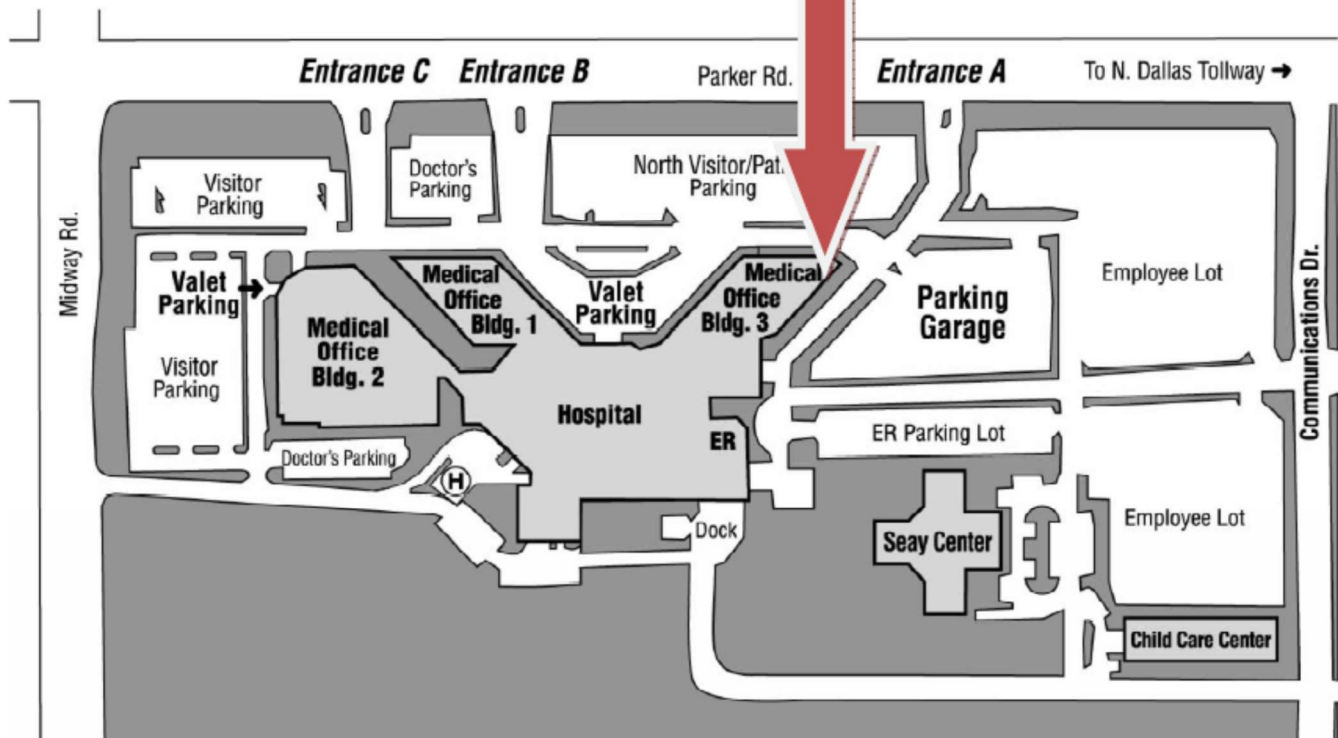 Entrance C
Entrance B
Parker Rd.
Entrance A
To N. Dallas Tollway →
Midway Rd.
Visitor
Parking
Doctor's
Parking
North Visitor/Pat
Parking
Valet
Parking
Medical
Office
Bldg. 1
Valet
Parking
Medical
Office
Bldg. 3
Parking
Garage
Employee Lot
Communications Dr.
Medical
Office
Bldg. 2
Visitor
Parking
Hospital
ER
ER Parking Lot
Doctor's Parking
H
Dock
Seay Center
Employee Lot
Child Care Center